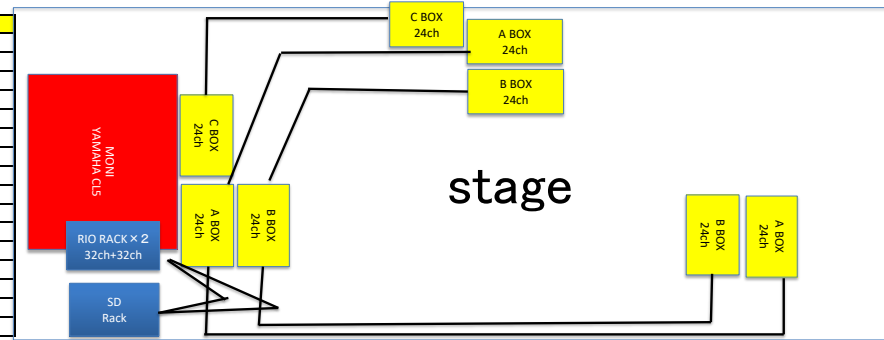 C BOX
24ch
A BOX
24ch
B BOX
24ch
MONI
YAMAHA CL5
C BOX
24ch
A BOX
24ch
B BOX
24ch
stage
B BOX
24ch
A BOX
24ch
RIO RACK×2
32ch+32ch
SD
Rack